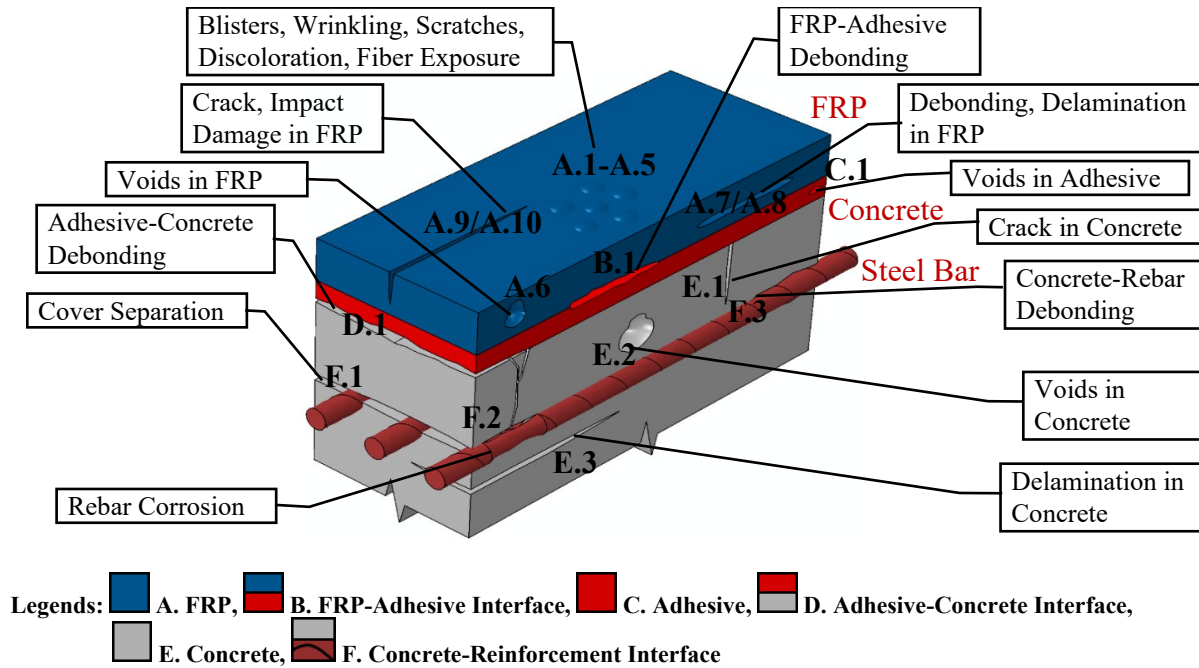 Blisters, Wrinkling, Scratches,
Discoloration, Fiber Exposure
FRP-Adhesive
Debonding
Crack, Impact
Damage in FRP
FRP
Debonding, Delamination
in FRP
Voids in FRP
A.1-A.5
C.1
Voids in Adhesive
A.7/A.8
A.9/A.10
Concrete
Adhesive-Concrete
Debonding
Crack in Concrete
B.1
A.6
E.1
Steel Bar
Concrete-Rebar
Debonding
Cover Separation
D.1
F.3
E.2
F.1
Voids in
Concrete
F.2
E.3
Rebar Corrosion
Delamination in
Concrete
Legends: A. FRP, B. FRP-Adhesive Interface, C. Adhesive, D. Adhesive-Concrete Interface,
E. Concrete, F. Concrete-Reinforcement Interface